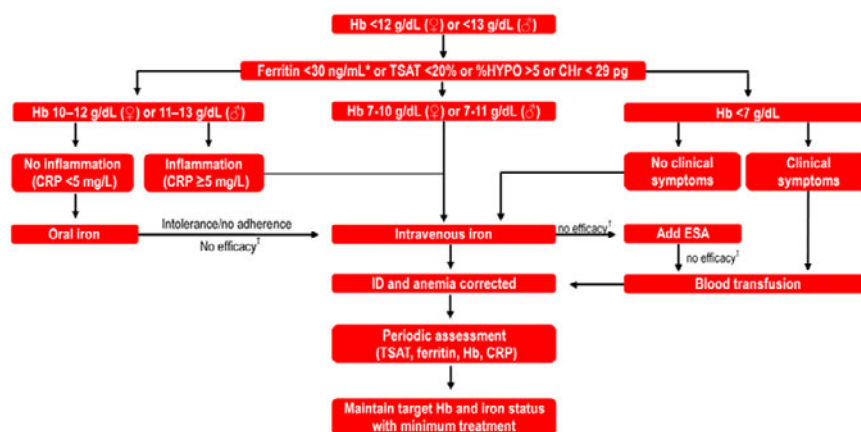 Hb <12 g/dL (♀) or <13 g/dL (♂)
Ferritin <30 ng/mL* or TSAT <20% or %HYPO >5 or CHr < 29 pg
Hb 10–12 g/dL (♀) or 11–13 g/dL (♂)
Hb 7-10 g/dL (♀) or 7-11 g/dL (♂)
Hb <7 g/dL
No inflammation
(CRP <5 mg/L)
Inflammation
(CRP ≥5 mg/L)
No clinical
symptoms
Clinical
symptoms
Oral iron
Intolerance/no adherence
No efficacy†
Intravenous iron
no efficacy†
Add ESA
no efficacy‡
ID and anemia corrected
Blood transfusion
Periodic assessment
(TSAT, ferritin, Hb, CRP)
Maintain target Hb and iron status
with minimum treatment